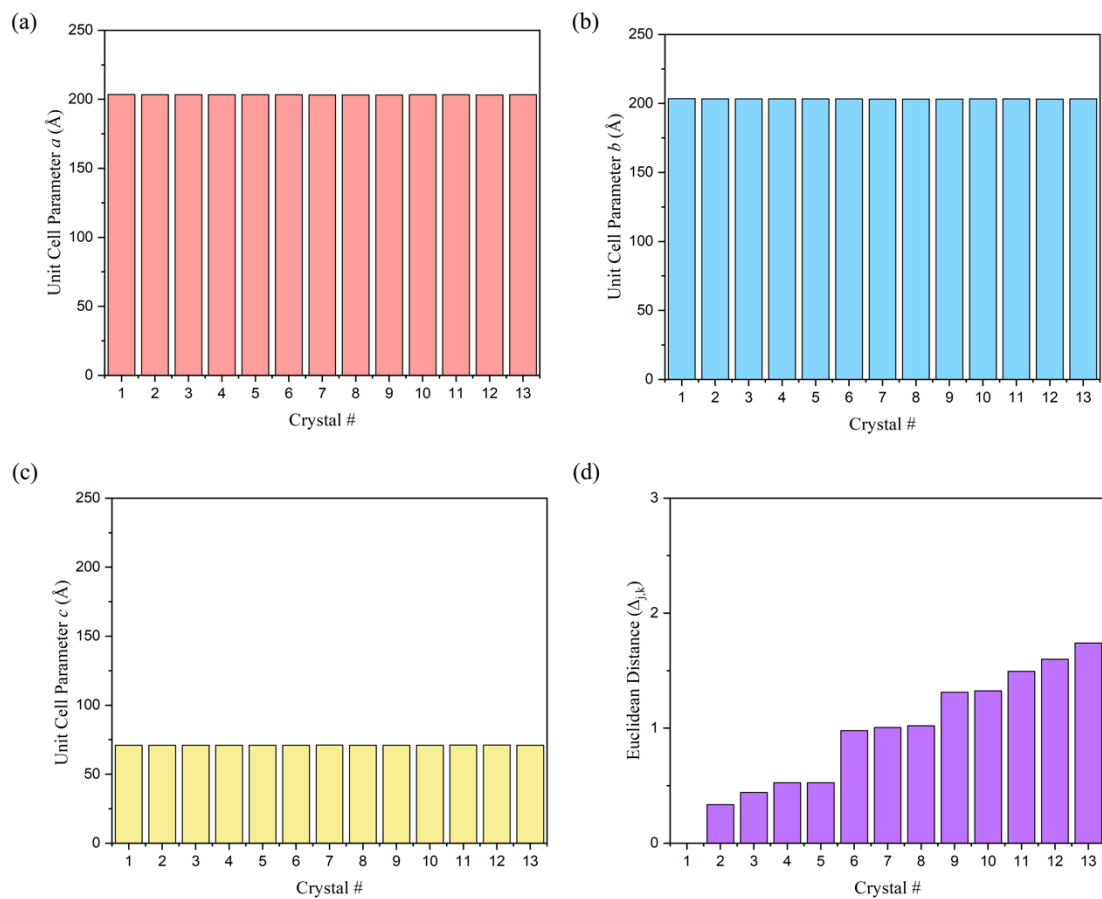 (a)
250
200
150
100
50
0
Unit Cell Parameter a (Å)
1 2 3 4 5 6 7 8 9 10 11 12 13
Crystal #
(b)
250
200
150
100
50
0
Unit Cell Parameter b (Å)
1 2 3 4 5 6 7 8 9 10 11 12 13
Crystal #
(c)
250
200
150
100
50
0
Unit Cell Parameter c (Å)
1 2 3 4 5 6 7 8 9 10 11 12 13
Crystal #
(d)
3
2
1
0
Euclidean Distance (Δj,k)
1 2 3 4 5 6 7 8 9 10 11 12 13
Crystal #